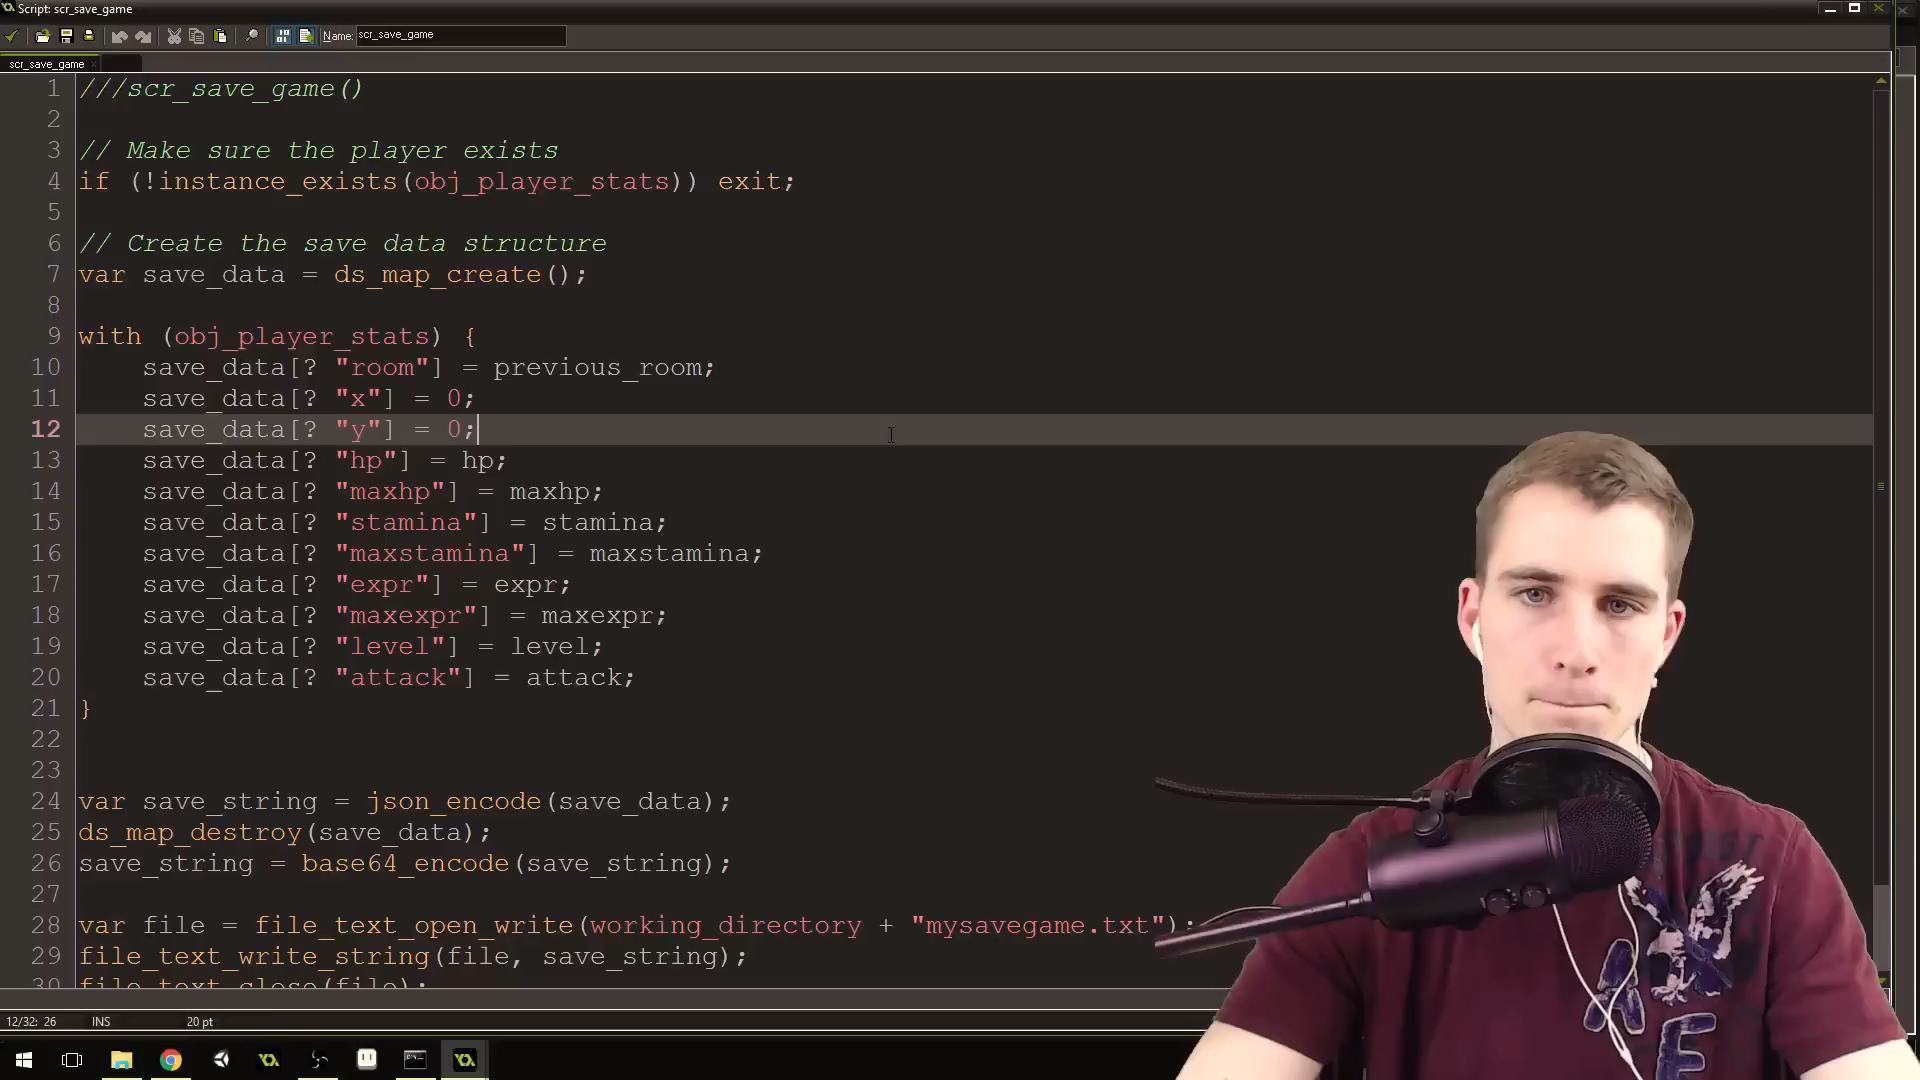 Script: scr_save_game
Name: scr_save_game
scr_save_game
1 ///scr_save_game()
2
3 // Make sure the player exists
4 if (!instance_exists(obj_player_stats)) exit;
5
6 // Create the save data structure
7 var save_data = ds_map_create();
8
9 with (obj_player_stats) {
10 save_data[? "room"] = previous_room;
11 save_data[? "x"] = 0;
12 save_data[? "y"] = 0;
13 save_data[? "hp"] = hp;
14 save_data[? "maxhp"] = maxhp;
15 save_data[? "stamina"] = stamina;
16 save_data[? "maxstamina"] = maxstamina;
17 save_data[? "expr"] = expr;
18 save_data[? "maxexpr"] = maxexpr;
19 save_data[? "level"] = level;
20 save_data[? "attack"] = attack;
21 }
22
23
24 var save_string = json_encode(save_data);
25 ds_map_destroy(save_data);
26 save_string = base64_encode(save_string);
27
28 var file = file_text_open_write(working_directory + "mysavegame.txt");
29 file_text_write_string(file, save_string);
30 file_text_close(file);
12/32: 26 INS 20 pt